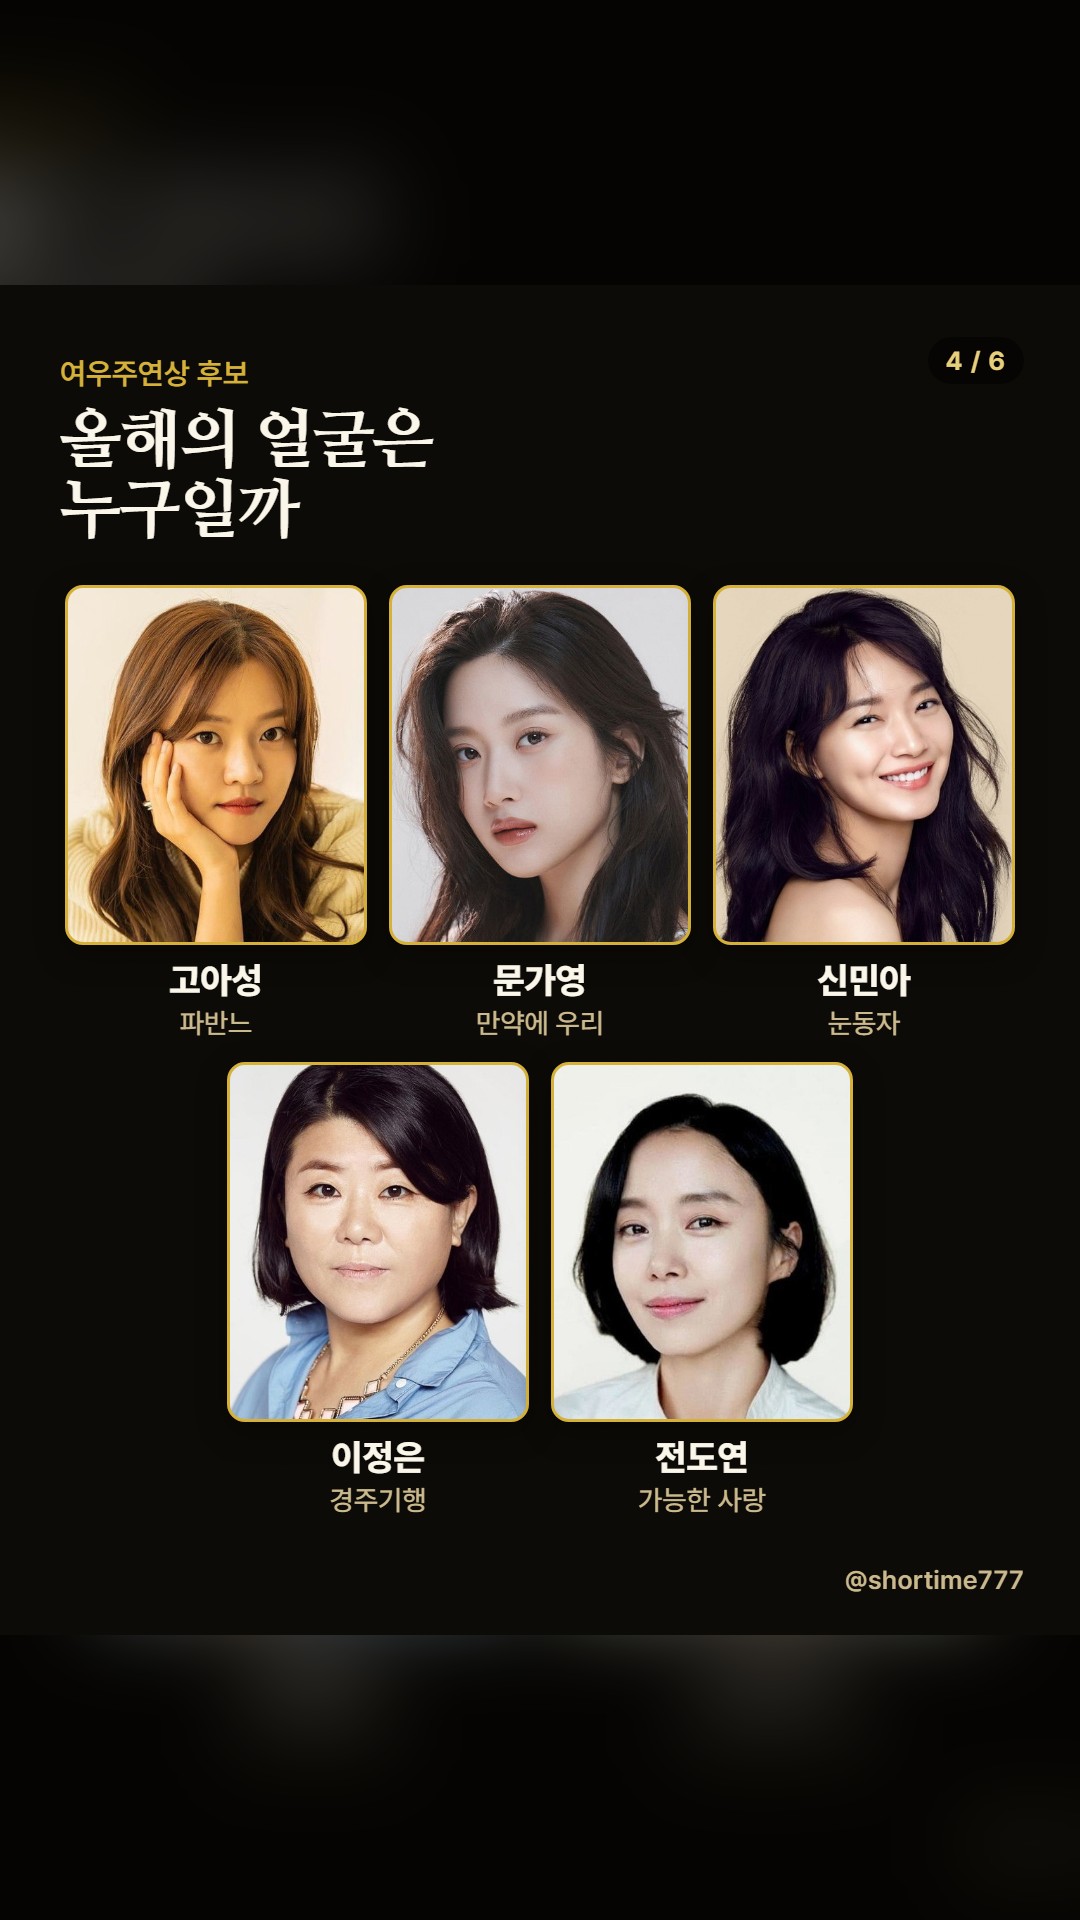 여우주연상 후보
4 / 6
올해의 얼굴은
누구일까
고아성
파반느
문가영
만약에 우리
신민아
눈동자
이정은
경주기행
전도연
가능한 사랑
@shortime777